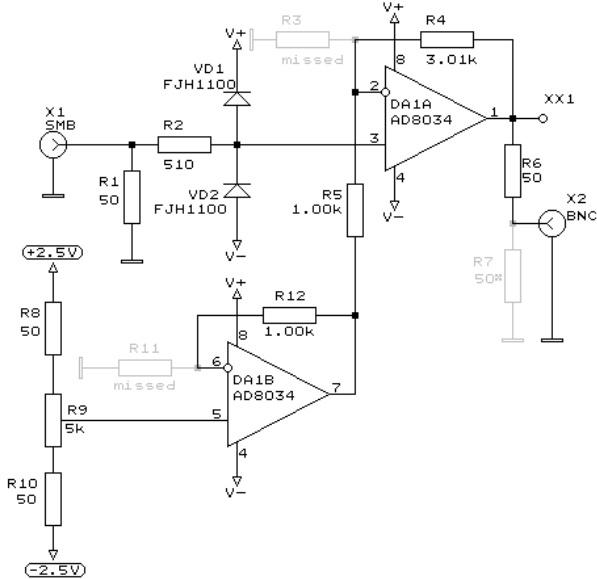 V+
V+
R3
missed
R4
3.01k
8
VD1
FJH1100
2
DA1A
AD8034
1
XX1
X1
SMB
R2
510
3
R1
50
VD2
FJH1100
R5
1.00k
4
V-
R6
50
X2
BNC
V-
+2.5V
R7
50*
V+
R8
50
R12
1.00k
8
R11
missed
6
DA1B
AD8034
7
R9
5k
5
4
R10
50
V-
-2.5V